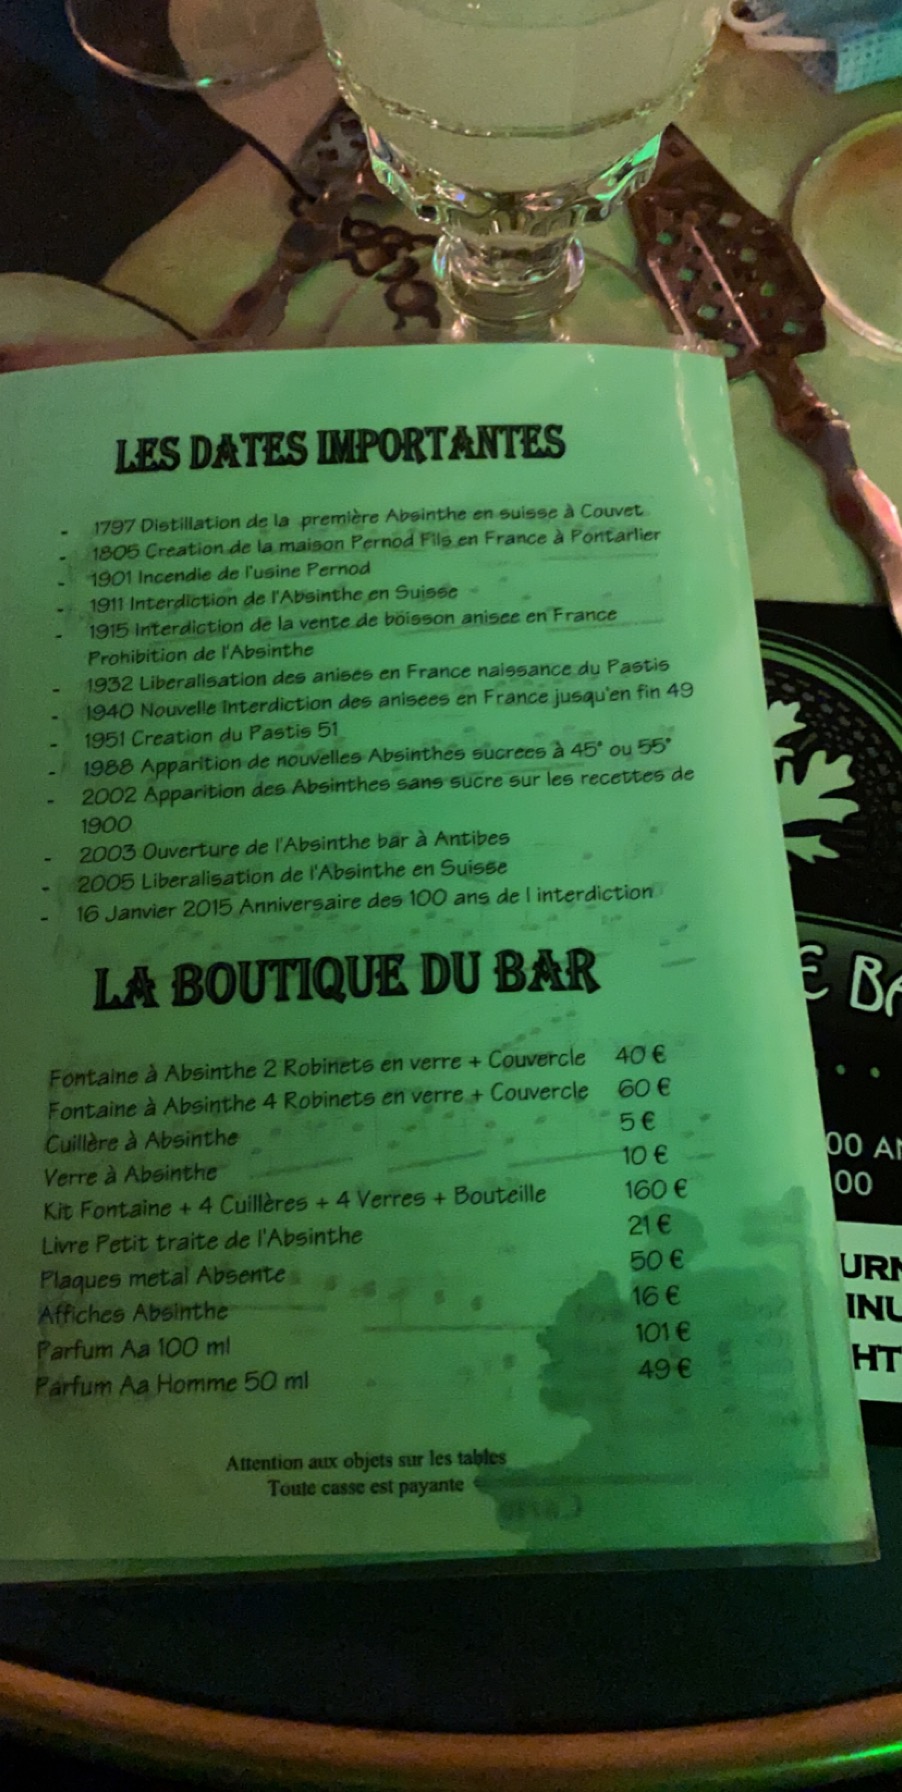 LES DATES IMPORTANTES
- 1797 Distillation de la première Absinthe en suisse à Couvet
- 1805 Creation de la maison Pernod Fils en France à Pontarlier
- 1901 Incendie de l'usine Pernod
- 1911 Interdiction de l'Absinthe en Suisse
- 1915 Interdiction de la vente de boisson anisee en France
Prohibition de l'Absinthe
- 1932 Liberalisation des anises en France naissance du Pastis
- 1940 Nouvelle interdiction des anisees en France jusqu'en fin 49
- 1951 Creation du Pastis 51
- 1988 Apparition de nouvelles Absinthes sucrees à 45° ou 55°
- 2002 Apparition des Absinthes sans sucre sur les recettes de
1900
- 2003 Ouverture de l'Absinthe bar à Antibes
- 2005 Liberalisation de l'Absinthe en Suisse
- 16 Janvier 2015 Anniversaire des 100 ans de l interdiction
LA BOUTIQUE DU BAR
Fontaine à Absinthe 2 Robinets en verre + Couvercle 40 €
Fontaine à Absinthe 4 Robinets en verre + Couvercle 60 €
Cuillère à Absinthe 5 €
Verre à Absinthe 10 €
Kit Fontaine + 4 Cuillères + 4 Verres + Bouteille 160 €
Livre Petit traite de l'Absinthe 21 €
Plaques metal Absente 50 €
Affiches Absinthe 16 €
Parfum Aa 100 ml 101 €
Parfum Aa Homme 50 ml 49 €
Attention aux objets sur les tables
Toute casse est payante
E BA
00 AN
00
URN
INU
HT